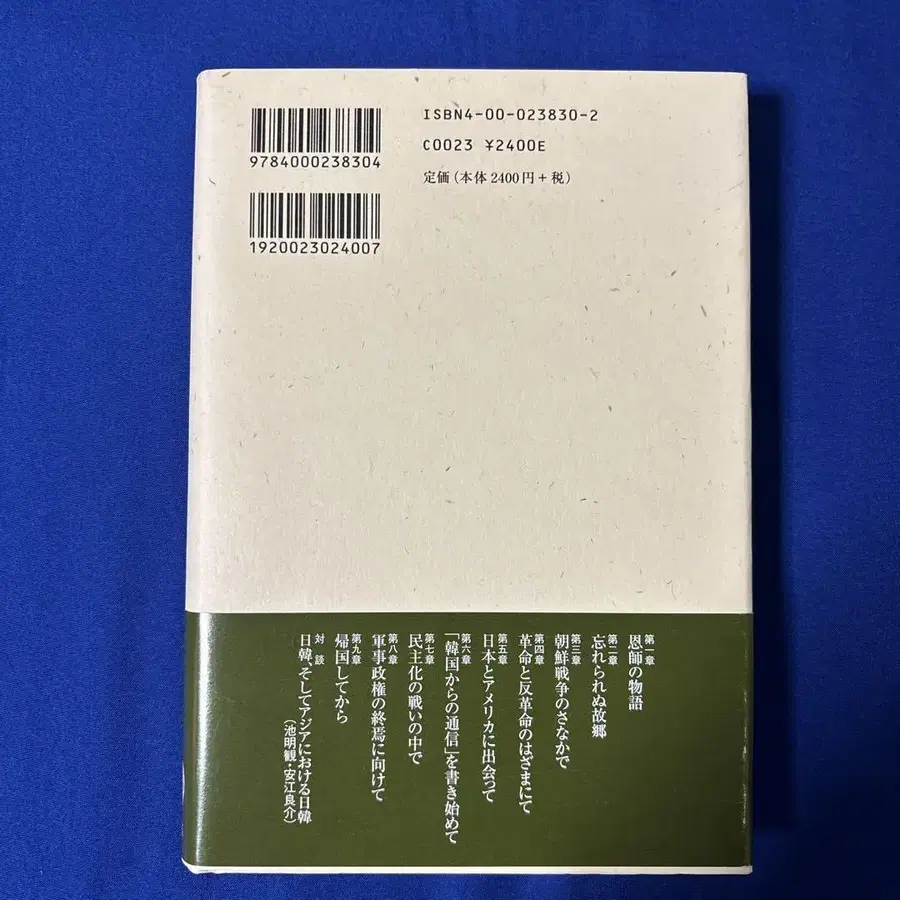 ISBN4-00-023830-2
C0023 ¥2400E
定価(本体2400円+税)
9784000238304
1920023024007
第一章
恩師の物語
第二章
忘れられぬ故郷
第三章
朝鮮戦争のさなかで
第四章
革命と反革命のはざまにて
第五章
日本とアメリカに出会って
第六章
「韓国からの通信」を書き始めて
第七章
民主化の戦いの中で
第八章
軍事政権の終焉に向けて
第九章
帰国してから
対談
日韓、そしてアジアにおける日韓
(池明観・安江良介)